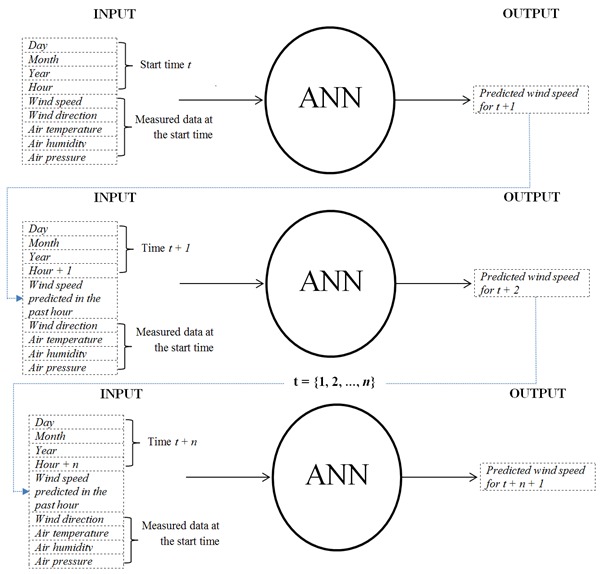 INPUT
OUTPUT
Day
Month
Year
Hour
Start time t
Wind speed
Wind direction
Air temperature
Air humidity
Air pressure
Measured data at
the start time
ANN
Predicted wind speed
for t +1
INPUT
OUTPUT
Day
Month
Year
Hour + 1
Time t + 1
Wind speed
predicted in the
past hour
Wind direction
Air temperature
Air humidity
Air pressure
Measured data at
the start time
ANN
Predicted wind speed
for t + 2
t = {1, 2, ..., n}
INPUT
OUTPUT
Day
Month
Year
Hour + n
Time t + n
Wind speed
predicted in the
past hour
Wind direction
Air temperature
Air humidity
Air pressure
Measured data at
the start time
ANN
Predicted wind speed
for t + n + 1